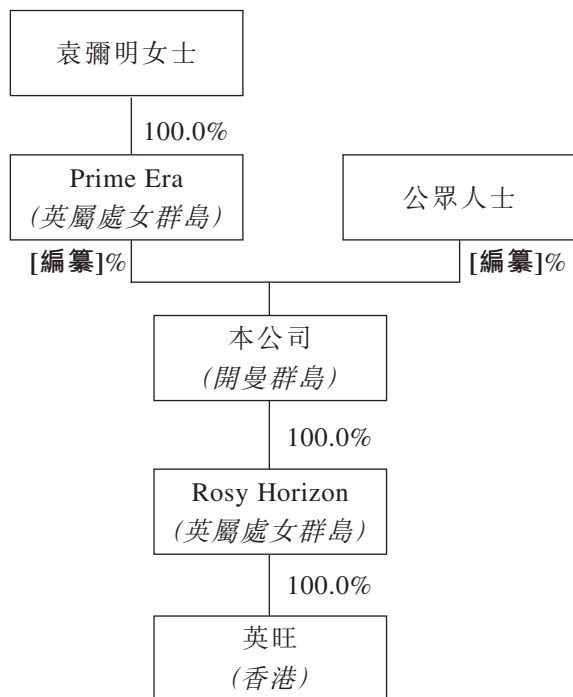 袁彌明女士
100.0%
Prime Era
(英屬處女群島)
公眾人士
[編纂]%
[編纂]%
本公司
(開曼群島)
100.0%
Rosy Horizon
(英屬處女群島)
100.0%
英旺
(香港)